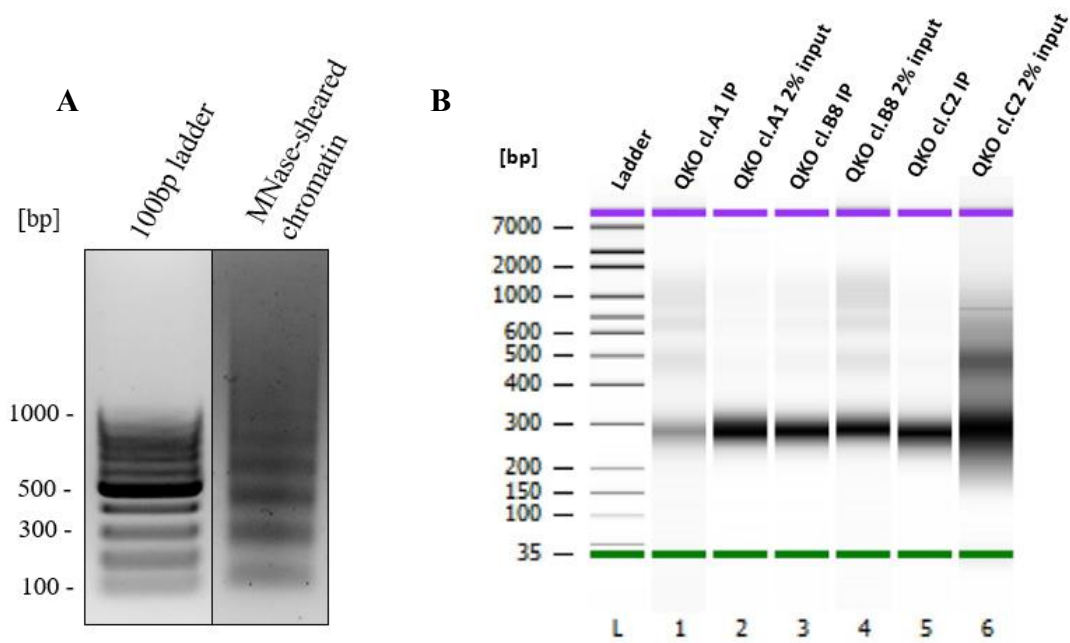 A
[bp]
100bp ladder
MNase-sheared
chromatin
1000 -
500 -
300 -
100 -
B
[bp]
Ladder
QKO cl.A1 IP
QKO cl.A1 2% input
QKO cl.B8 IP
QKO cl.B8 2% input
QKO cl.C2 IP
QKO cl.C2 2% input
7000
2000
1000
600
500
400
300
200
150
100
35
L 1 2 3 4 5 6